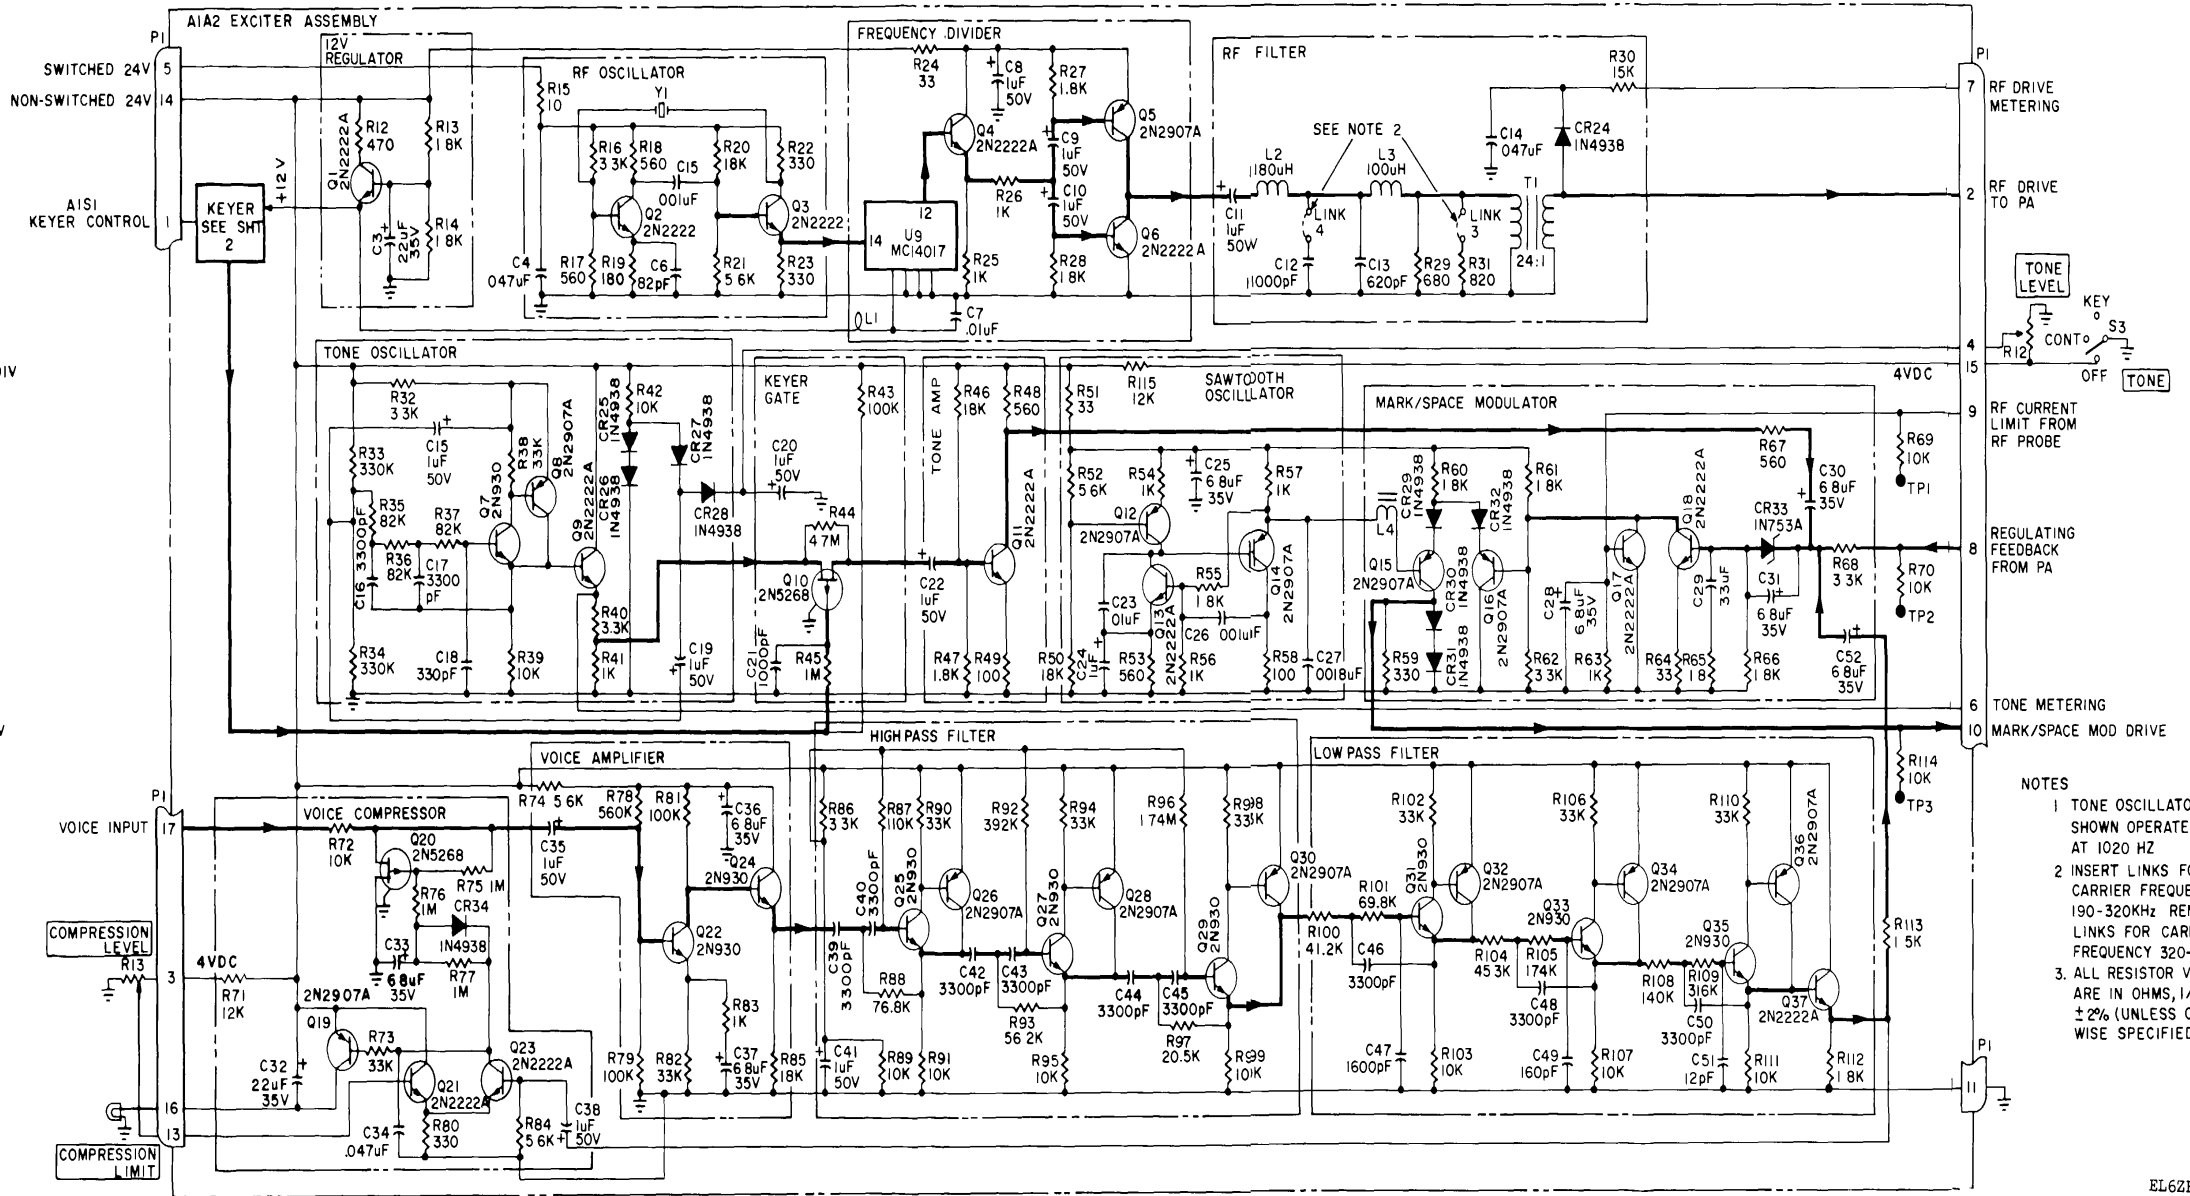 A1A2 EXCITER ASSEMBLY
P1
SWITCHED 24V 5
NON-SWITCHED 24V 14
A1S1
KEYER CONTROL 1
KEYER
SEE SHT
2
+12V
12V
REGULATOR
Q1
2N2222A
R12
470
R13
1.8K
R14
1.8K
C3
22uF
35V
RF OSCILLATOR
R15
10
Y1
R16
3.3K
R18
560
C15
.001uF
R20
18K
R22
330
Q2
2N2222
Q3
2N2222
C4
.047uF
R17
560
R19
180
C6
82pF
R21
5.6K
R23
330
FREQUENCY DIVIDER
R24
33
C8
1uF
50V
R27
1.8K
Q4
2N2222A
C9
1uF
50V
Q5
2N2907A
R26
1K
C10
1uF
50V
12
14
U9
MC14017
R25
1K
R28
1.8K
Q6
2N2222A
C7
.01uF
L1
RF FILTER
R30
15K
C14
.047uF
CR24
1N4938
SEE NOTE 2
L2
1180uH
L3
100uH
T1
24:1
C11
1uF
50W
LINK
4
LINK
3
C12
11000pF
C13
620pF
R29
680
R31
820
P1
7 RF DRIVE
METERING
2 RF DRIVE
TO PA
TONE
LEVEL
KEY
CONT
S3
OFF
TONE
R12
4
15
4VDC
9 RF CURRENT
LIMIT FROM
RF PROBE
R69
10K
TP1
8 REGULATING
FEEDBACK
FROM PA
R70
10K
TP2
6 TONE METERING
10 MARK/SPACE MOD DRIVE
R114
10K
TP3
TONE OSCILLATOR
R32
3.3K
C15
1uF
50V
R33
330K
R35
82K
R37
82K
R36
82K
C16 3300pF
C17
3300
pF
R38
33K
Q7
2N930
Q8
2N2907A
Q9
2N2222A
CR25
1N4938
CR26
1N4938
R42
10K
CR27
1N4938
CR28
1N4938
R34
330K
C18
330pF
R39
10K
R40
3.3K
R41
1K
C19
1uF
50V
KEYER
GATE
C20
1uF
50V
R43
100K
R44
4.7M
Q10
2N5268
C21
1000pF
R45
1M
TONE AMP
R46
18K
R48
560
Q11
2N2222A
C22
1uF
50V
R47
1.8K
R49
100
SAWTOOTH
OSCILLATOR
R51
33
R115
12K
R52
5.6K
R54
1K
C25
6.8uF
35V
R57
1K
Q12
2N2907A
Q13
2N2222A
R55
1.8K
Q14
2N2907A
C23
.01uF
C26 .001uF
R50
18K
C24
1uF
R53
560
R56
1K
R58
100
C27
.0018uF
MARK/SPACE MODULATOR
L4
CR29
1N4938
R60
1.8K
CR32
1N4938
R61
1.8K
Q15
2N2907A
CR30
1N4938
CR31
1N4938
Q16
2N2907A
R59
330
R62
3.3K
C28
6.8uF
35V
Q17
2N2222A
Q18
2N2222A
C29
.33uF
R63
1K
R64
33
R65
1.8
R66
1.8K
CR33
1N753A
C31
6.8uF
35V
R67
560
C30
6.8uF
35V
R68
3.3K
C52
6.8uF
35V
P1
VOICE INPUT 17
VOICE COMPRESSOR
R72
10K
Q20
2N5268
R75 1M
R76
1M
CR34
1N4938
C33
6.8uF
35V
R77
1M
COMPRESSION
LEVEL
R13
3
4VDC
R71
12K
2N2907A
Q19
R73
33K
C32
22uF
35V
Q21
2N2222A
Q23
2N2222A
16
13
COMPRESSION
LIMIT
C34
.047uF
R80
330
R84
5.6K
C38
1uF
50V
VOICE AMPLIFIER
R74 5.6K
C35
1uF
50V
R78
560K
R81
100K
C36
6.8uF
35V
Q24
2N930
Q22
2N930
R83
1K
R79
100K
R82
33K
C37
6.8uF
35V
R85
18K
HIGH PASS FILTER
R86
3.3K
R87
110K
R90
33K
R92
392K
R94
33K
R96
1.74M
R98
33K
C39
3300pF
C40
3300pF
Q25
2N930
Q26
2N2907A
Q27
2N930
Q28
2N2907A
Q29
2N930
Q30
2N2907A
C42
3300pF
C43
3300pF
C44
3300pF
C45
3300pF
R88
76.8K
R93
56.2K
R97
20.5K
C41
1uF
50V
R89
10K
R91
10K
R95
10K
R99
10K
LOW PASS FILTER
R102
33K
R106
33K
R110
33K
R100
41.2K
R101
69.8K
Q31
2N930
Q32
2N2907A
Q33
2N930
Q34
2N2907A
Q35
2N930
Q36
2N2907A
Q37
2N2222A
C46
3300pF
R104
45.3K
R105
174K
C48
3300pF
R108
140K
R109
316K
C50
3300pF
C47
1600pF
R103
10K
C49
160pF
R107
10K
C51
12pF
R111
10K
R112
1.8K
R113
1.5K
P1
11
NOTES
1 TONE OSCILLATO
SHOWN OPERATE
AT 1020 HZ
2 INSERT LINKS FO
CARRIER FREQUE
190-320KHz REM
LINKS FOR CAR
FREQUENCY 320-
3. ALL RESISTOR V
ARE IN OHMS, 1/
±2% (UNLESS O
WISE SPECIFIED
EL6ZE